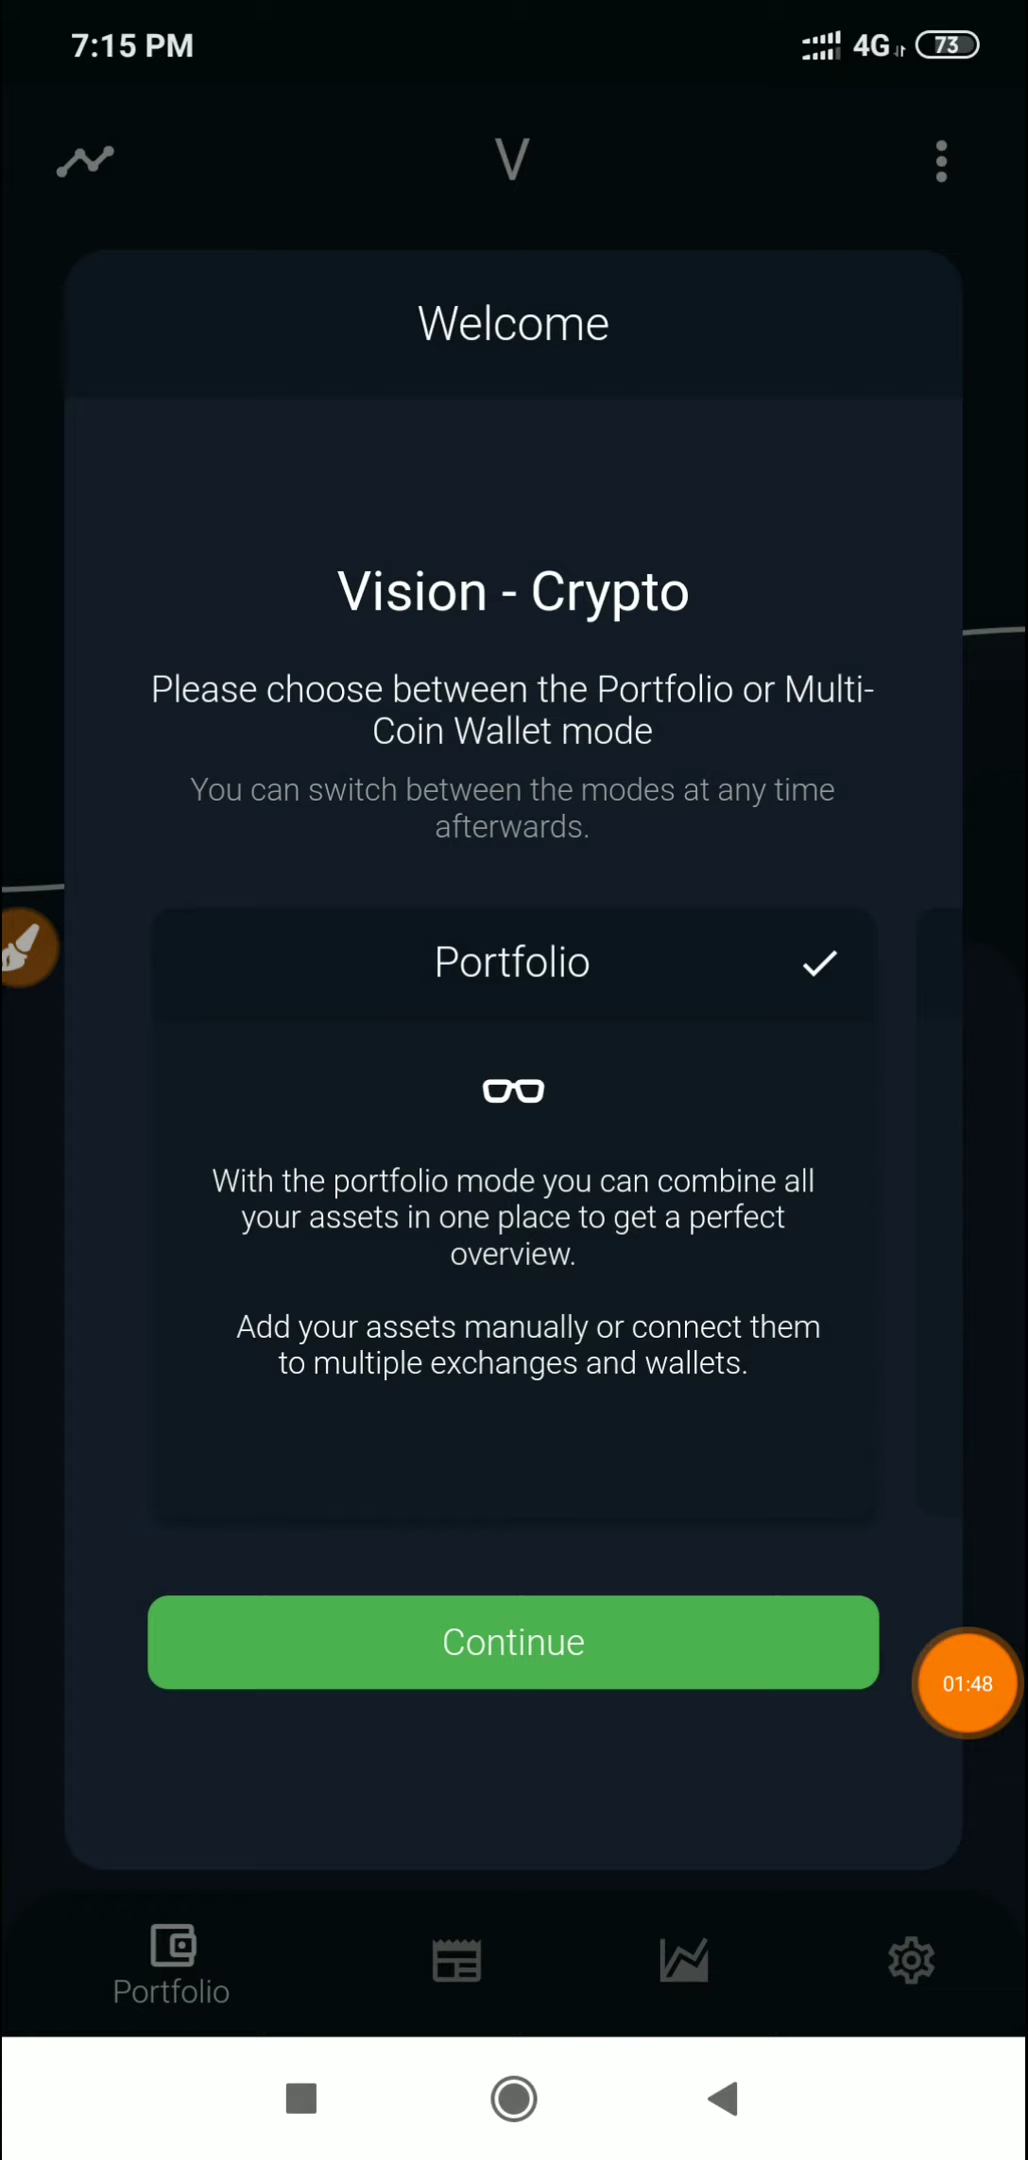 7:15 PM
4G 73
V
Welcome
Vision - Crypto
Please choose between the Portfolio or Multi-
Coin Wallet mode
You can switch between the modes at any time
afterwards.
Portfolio
With the portfolio mode you can combine all
your assets in one place to get a perfect
overview.
Add your assets manually or connect them
to multiple exchanges and wallets.
Continue
01:48
Portfolio